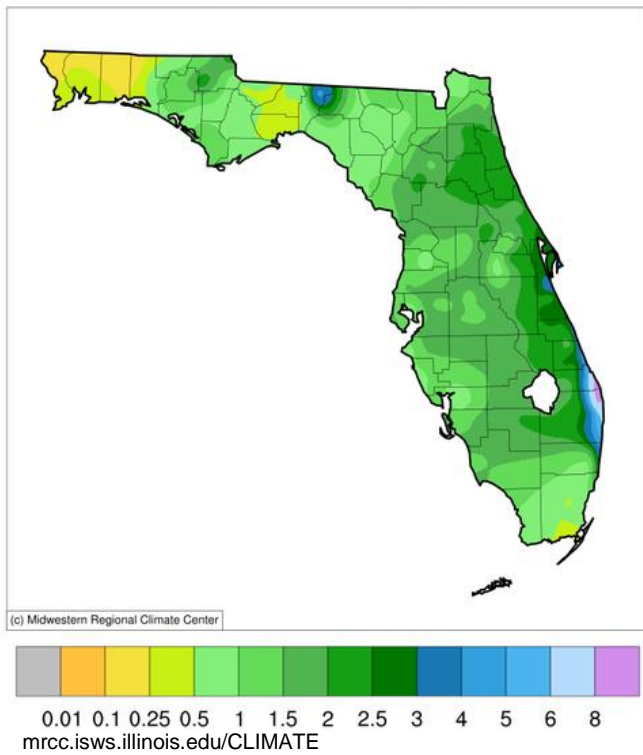 (c) Midwestern Regional Climate Center
0.01 0.1 0.25 0.5 1 1.5 2 2.5 3 4 5 6 8
mrcc.isws.illinois.edu/CLIMATE